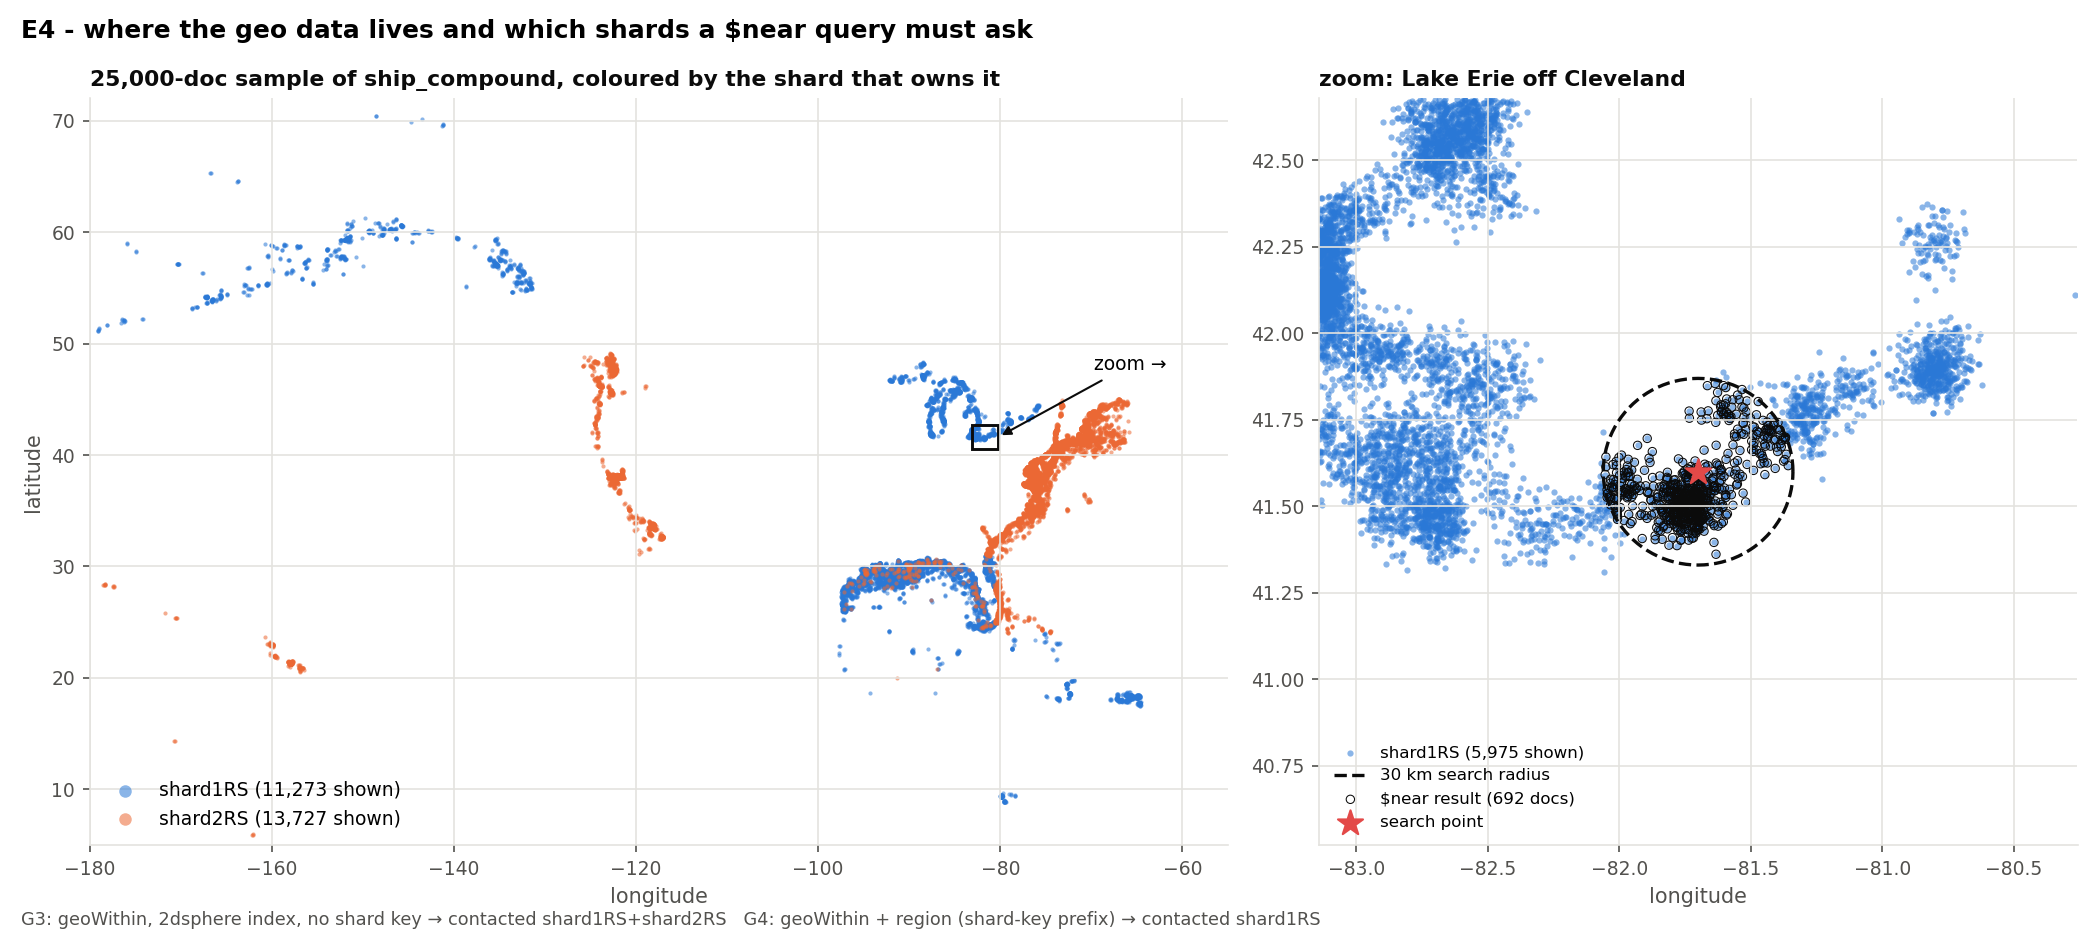 E4 - where the geo data lives and which shards a $near query must ask
25,000-doc sample of ship_compound, coloured by the shard that owns it
70
60
50
40
30
20
10
latitude
−180
−160
−140
−120
−100
−80
−60
longitude
zoom →
shard1RS (11,273 shown)
shard2RS (13,727 shown)
zoom: Lake Erie off Cleveland
42.50
42.25
42.00
41.75
41.50
41.25
41.00
40.75
shard1RS (5,975 shown)
30 km search radius
$near result (692 docs)
search point
−83.0
−82.5
−82.0
−81.5
−81.0
−80.5
longitude
G3: geoWithin, 2dsphere index, no shard key → contacted shard1RS+shard2RS   G4: geoWithin + region (shard-key prefix) → contacted shard1RS